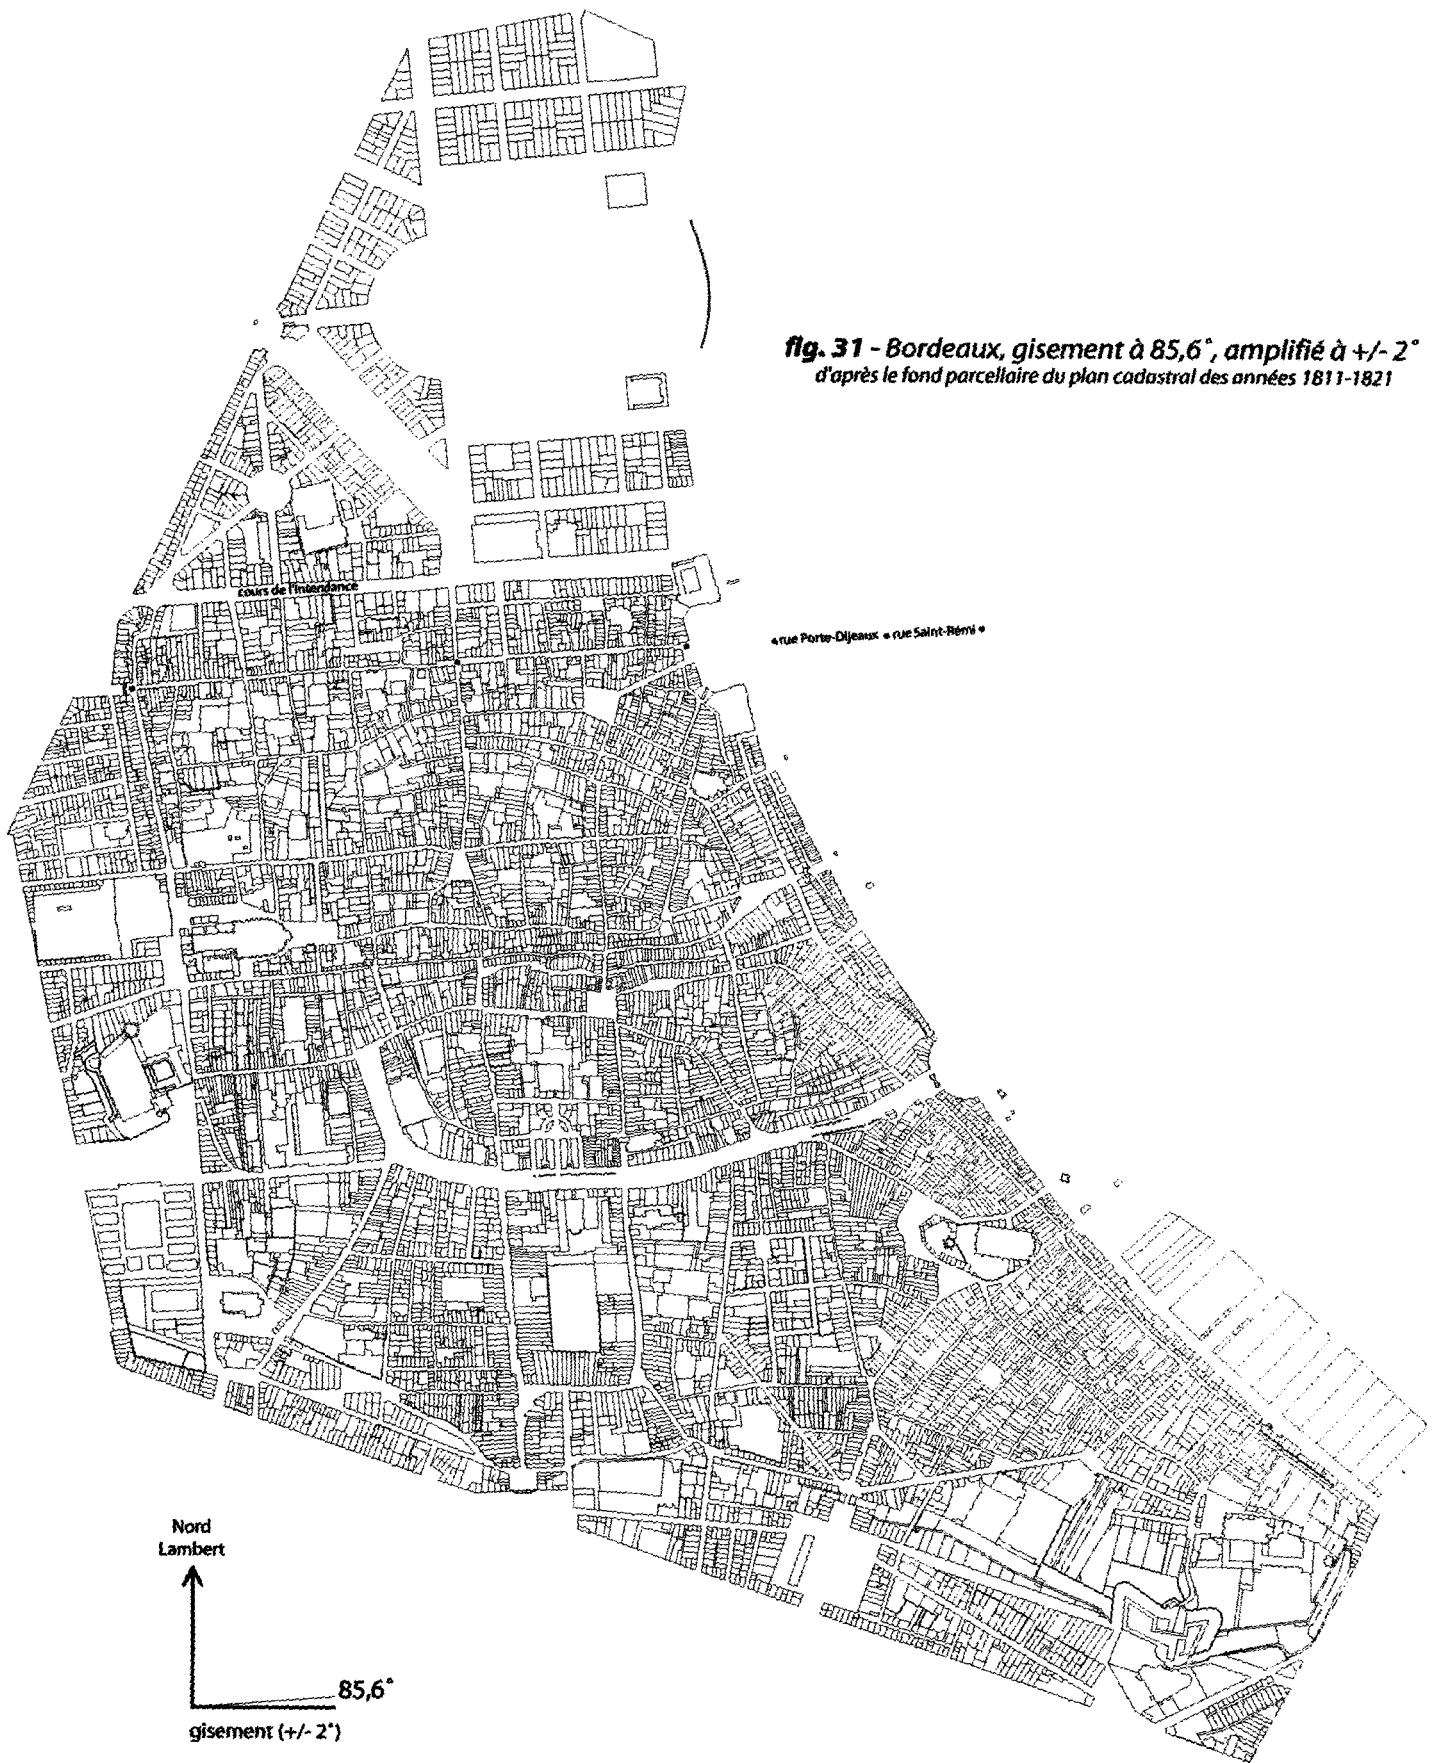 fig. 31 - Bordeaux, gisement à 85,6°, amplifié à +/- 2°
d'après le fond parcellaire du plan cadastral des années 1811-1821
cours de l'Intendance
rue Porte-Dijeaux • rue Saint-Rémi •
Nord
Lambert
85,6°
gisement (+/- 2°)